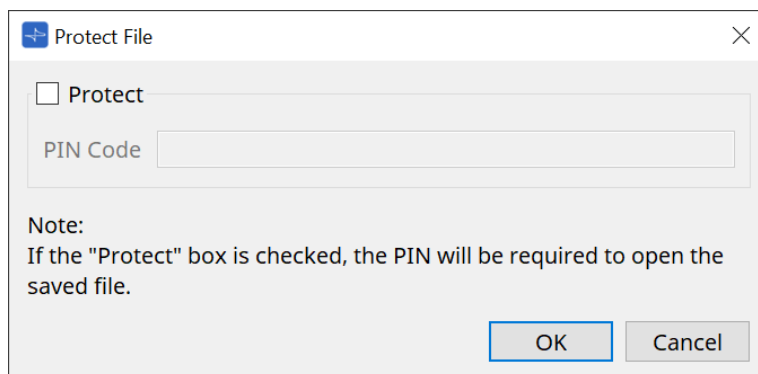 Protect File
Protect
PIN Code
Note:
If the "Protect" box is checked, the PIN will be required to open the
saved file.
OK
Cancel